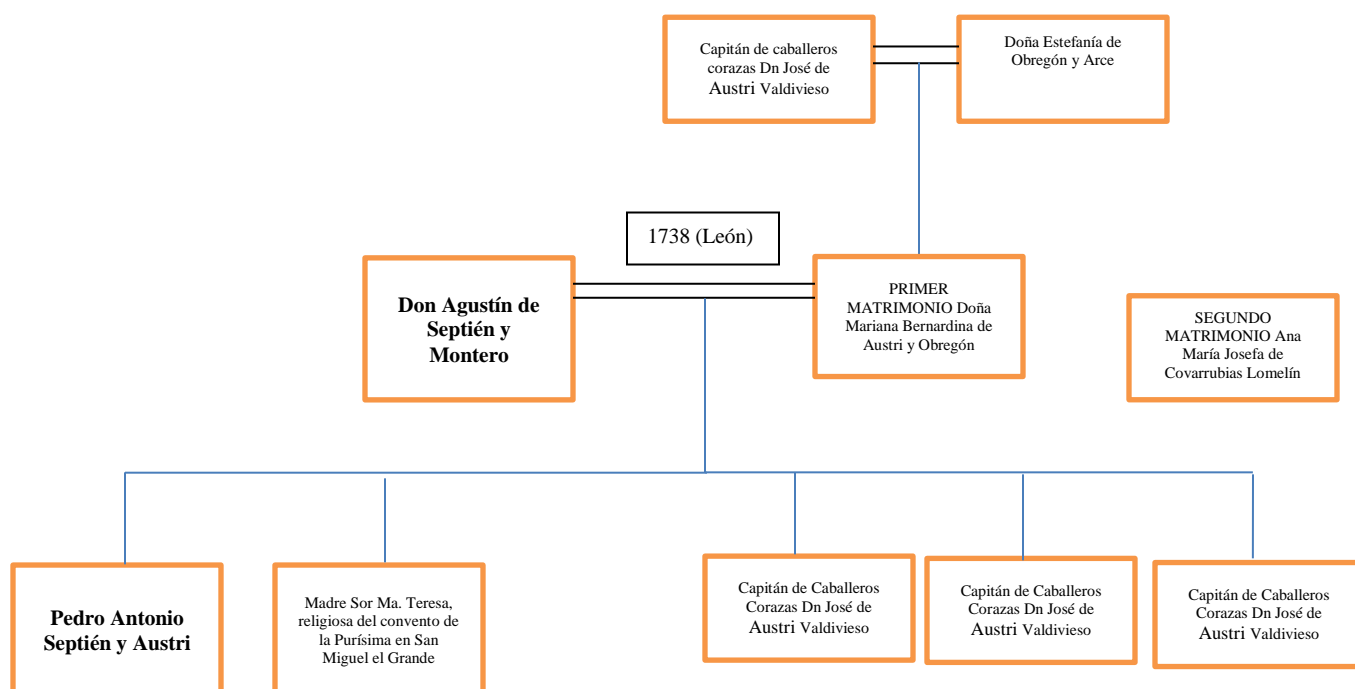 Capitán de caballeros
corazas Dn José de
Austri Valdivieso
Doña Estefanía de
Obregón y Arce
1738 (León)
Don Agustín de
Septién y
Montero
PRIMER
MATRIMONIO Doña
Mariana Bernardina de
Austri y Obregón
SEGUNDO
MATRIMONIO Ana
María Josefa de
Covarrubias Lomelín
Pedro Antonio
Septién y Austri
Madre Sor Ma. Teresa,
religiosa del convento de
la Purísima en San
Miguel el Grande
Capitán de Caballeros
Corazas Dn José de
Austri Valdivieso
Capitán de Caballeros
Corazas Dn José de
Austri Valdivieso
Capitán de Caballeros
Corazas Dn José de
Austri Valdivieso